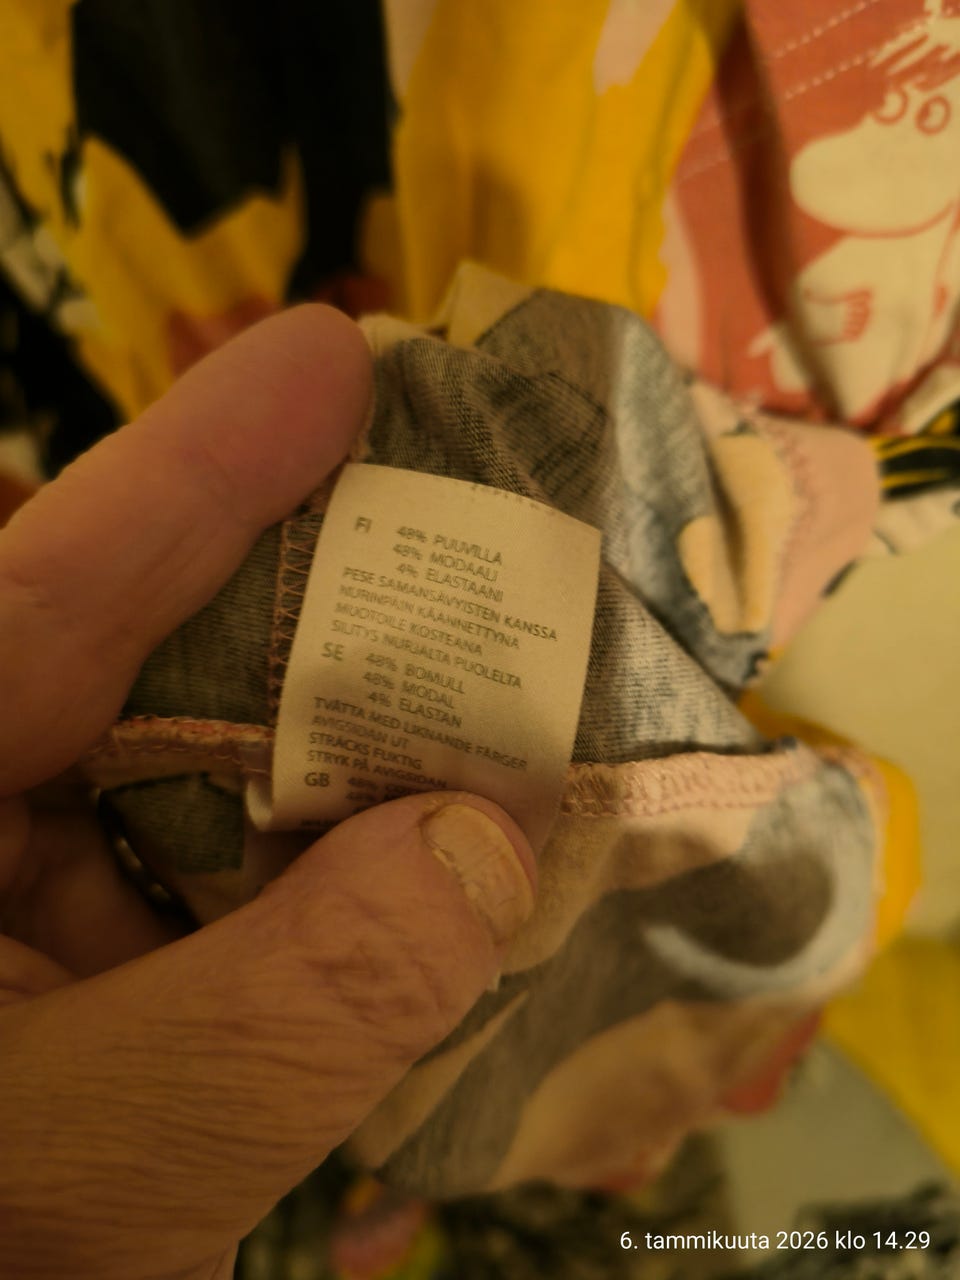 FI 48% PUUVILLA
48% MODAALI
4% ELASTAANI
PESE SAMANSÄVYISTEN KANSSA
NURINPÄIN KÄÄNNETTYNÄ
MUOTOILE KOSTEANA
SILITYS NURJALTA PUOLELTA
SE 48% BOMULL
48% MODAL
4% ELASTAN
TVÄTTA MED LIKNANDE FÄRGER
AVIGSIDAN UT
STRÄCKS FUKTIG
STRYK PÅ AVIGSIDAN
GB 48%
6. tammikuuta 2026 klo 14.29